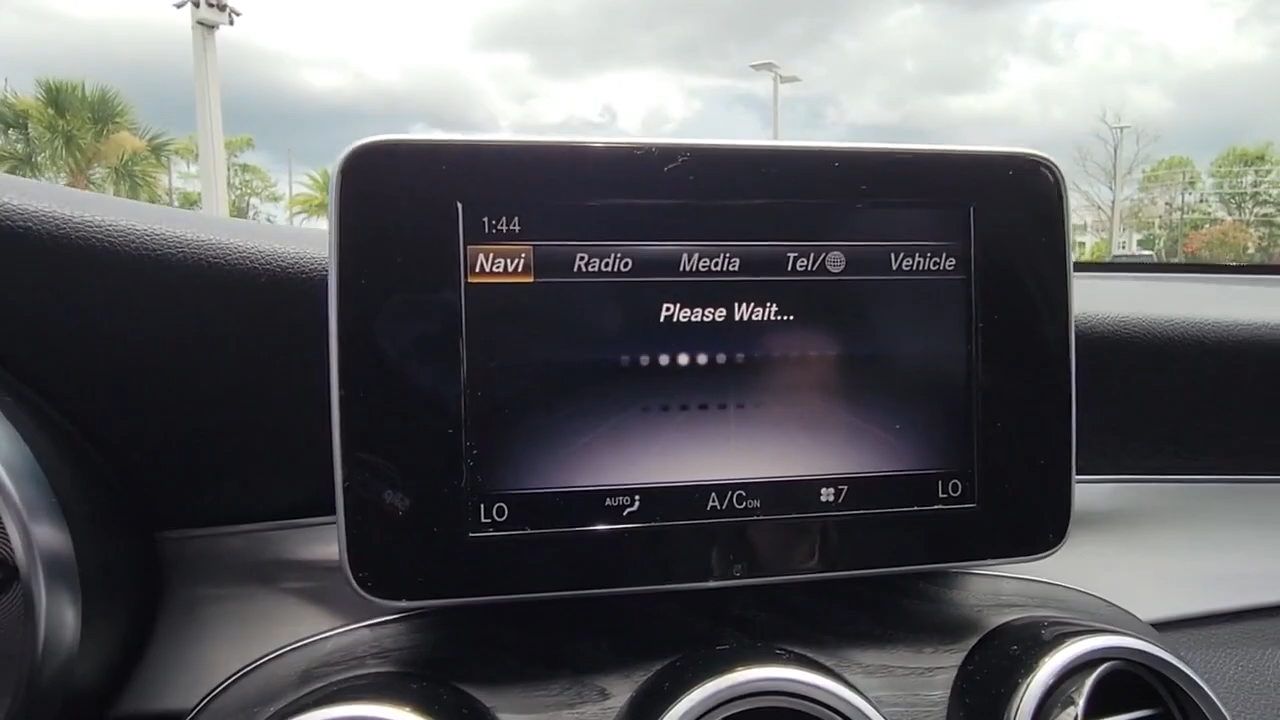 1:44
Navi Radio Media Tel/ Vehicle
Please Wait...
LO AUTO A/C ON 7 LO